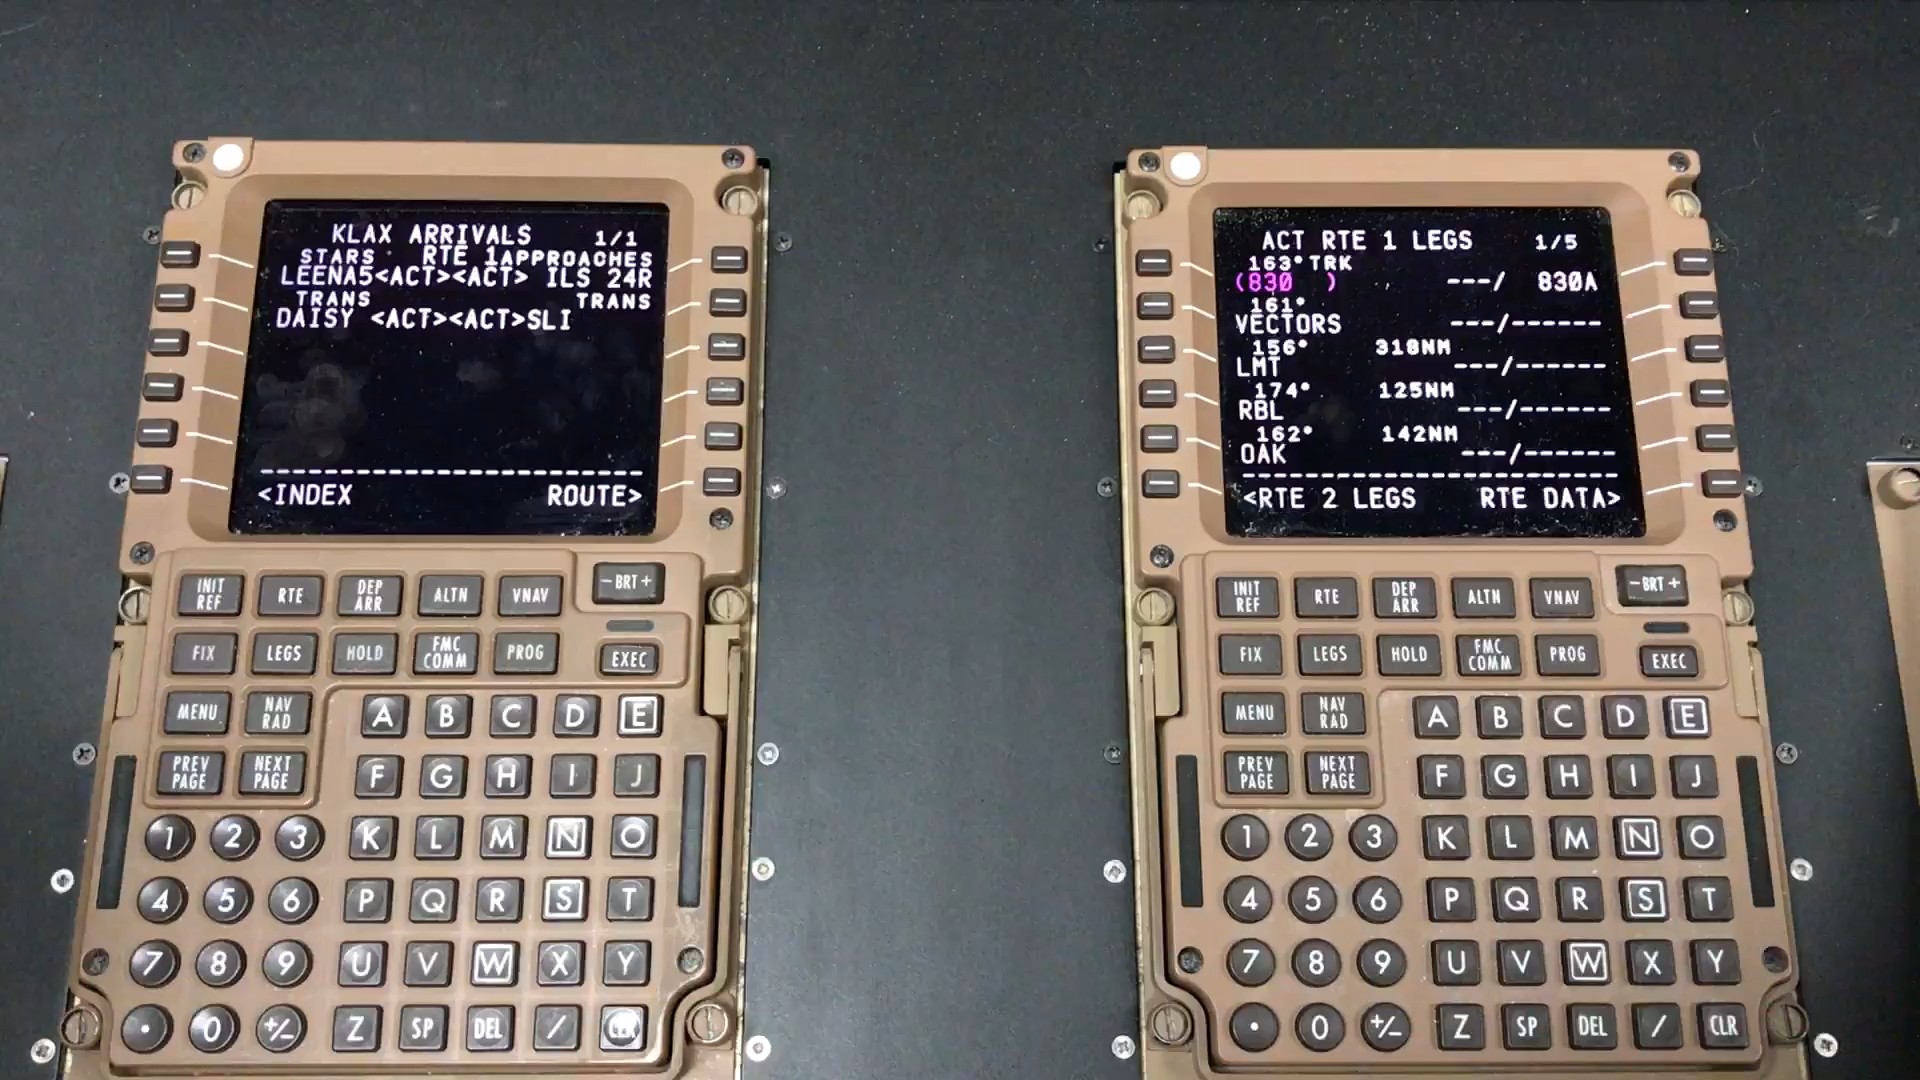 KLAX ARRIVALS 1/1
STARS RTE 1 APPROACHES
LEENA5<ACT><ACT> ILS 24R
TRANS TRANS
DAISY <ACT><ACT>SLI
------------------------
<INDEX ROUTE>
INIT REF RTE DEP ARR ALTN VNAV -BRT+
FIX LEGS HOLD FMC COMM PROG EXEC
MENU NAV RAD A B C D E
PREV PAGE NEXT PAGE F G H I J
1 2 3 K L M N O
4 5 6 P Q R S T
7 8 9 U V W X Y
. 0 +/- Z SP DEL / CLR
ACT RTE 1 LEGS 1/5
163° TRK
(830 ) ---/ 830A
161°
VECTORS ---/------
156° 318NM
LMT ---/------
174° 125NM
RBL ---/------
162° 142NM
OAK ---/------
------------------------
<RTE 2 LEGS RTE DATA>
INIT REF RTE DEP ARR ALTN VNAV -BRT+
FIX LEGS HOLD FMC COMM PROG EXEC
MENU NAV RAD A B C D E
PREV PAGE NEXT PAGE F G H I J
1 2 3 K L M N O
4 5 6 P Q R S T
7 8 9 U V W X Y
. 0 +/- Z SP DEL / CLR